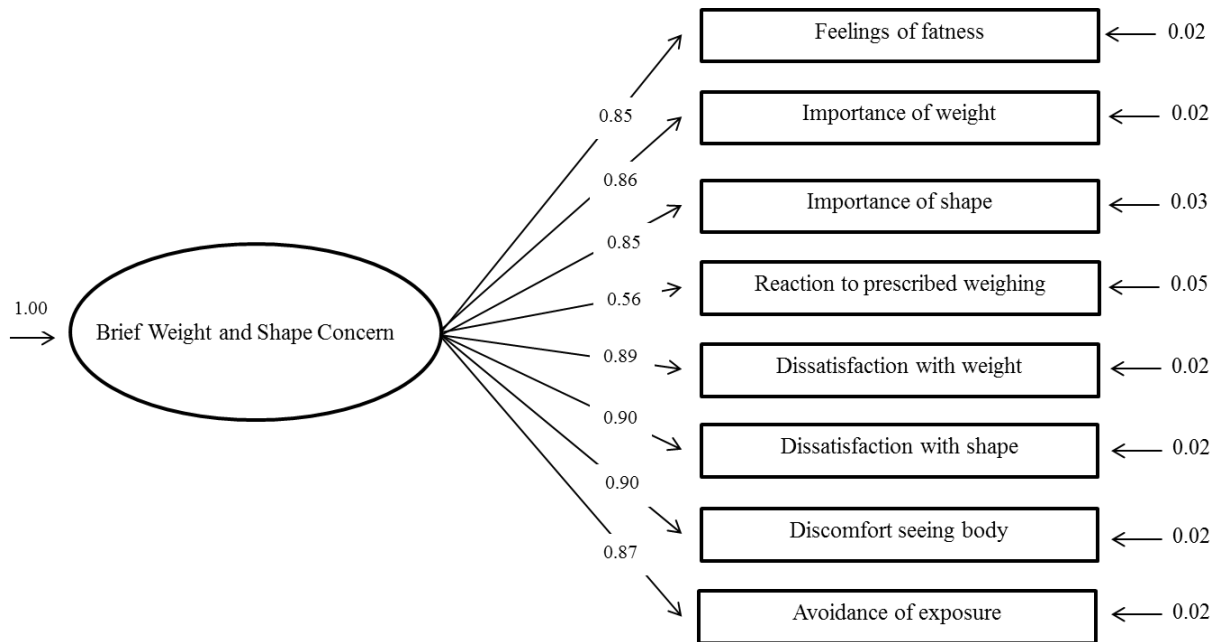 Feelings of fatness
0.02
0.85
Importance of weight
0.02
0.86
Importance of shape
0.03
0.85
Reaction to prescribed weighing
0.05
0.56
1.00
Brief Weight and Shape Concern
0.89
Dissatisfaction with weight
0.02
0.90
Dissatisfaction with shape
0.02
0.90
Discomfort seeing body
0.02
0.87
Avoidance of exposure
0.02